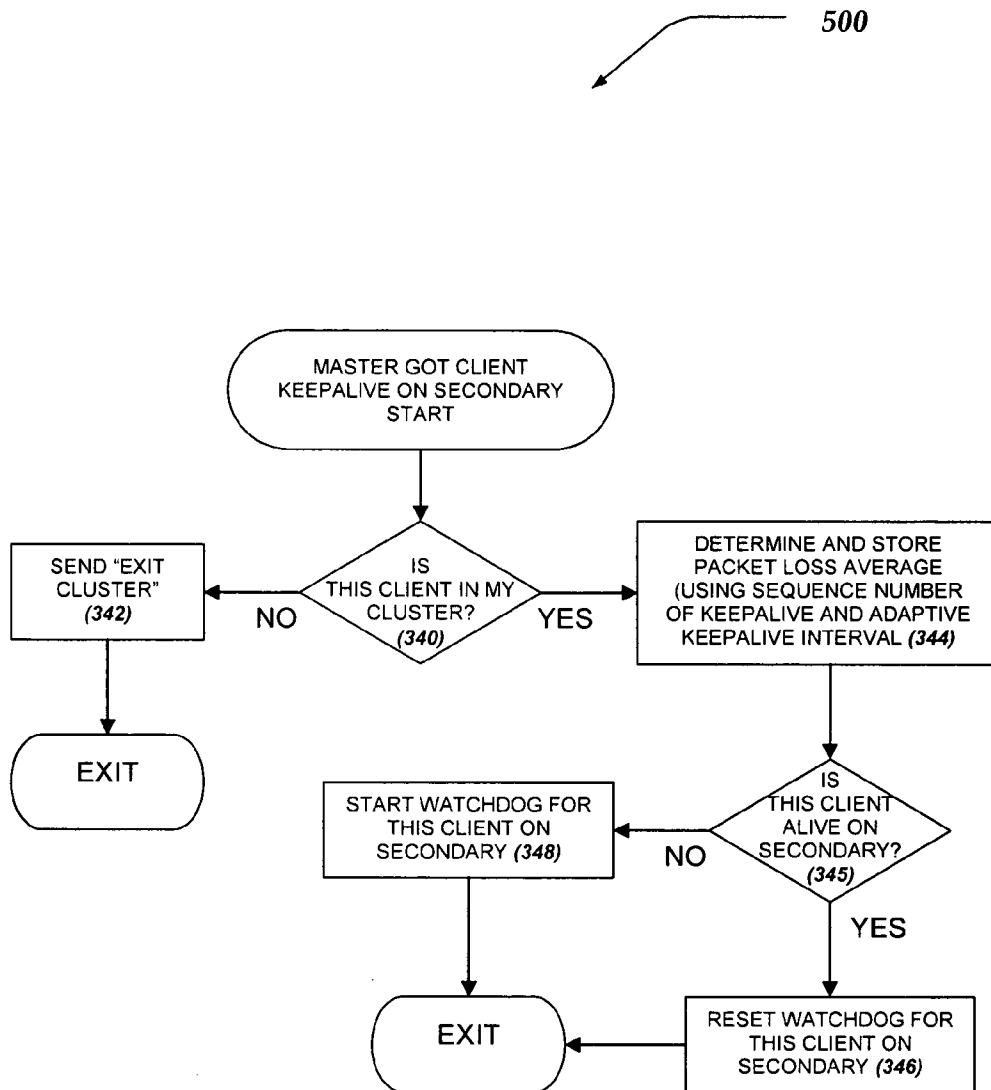 500
MASTER GOT CLIENT
KEEPALIVE ON SECONDARY
START
IS
THIS CLIENT IN MY
CLUSTER?
(340)
NO
YES
SEND "EXIT
CLUSTER"
(342)
EXIT
DETERMINE AND STORE
PACKET LOSS AVERAGE
(USING SEQUENCE NUMBER
OF KEEPALIVE AND ADAPTIVE
KEEPALIVE INTERVAL (344)
IS
THIS CLIENT
ALIVE ON
SECONDARY?
(345)
NO
YES
START WATCHDOG FOR
THIS CLIENT ON
SECONDARY (348)
EXIT
RESET WATCHDOG FOR
THIS CLIENT ON
SECONDARY (346)